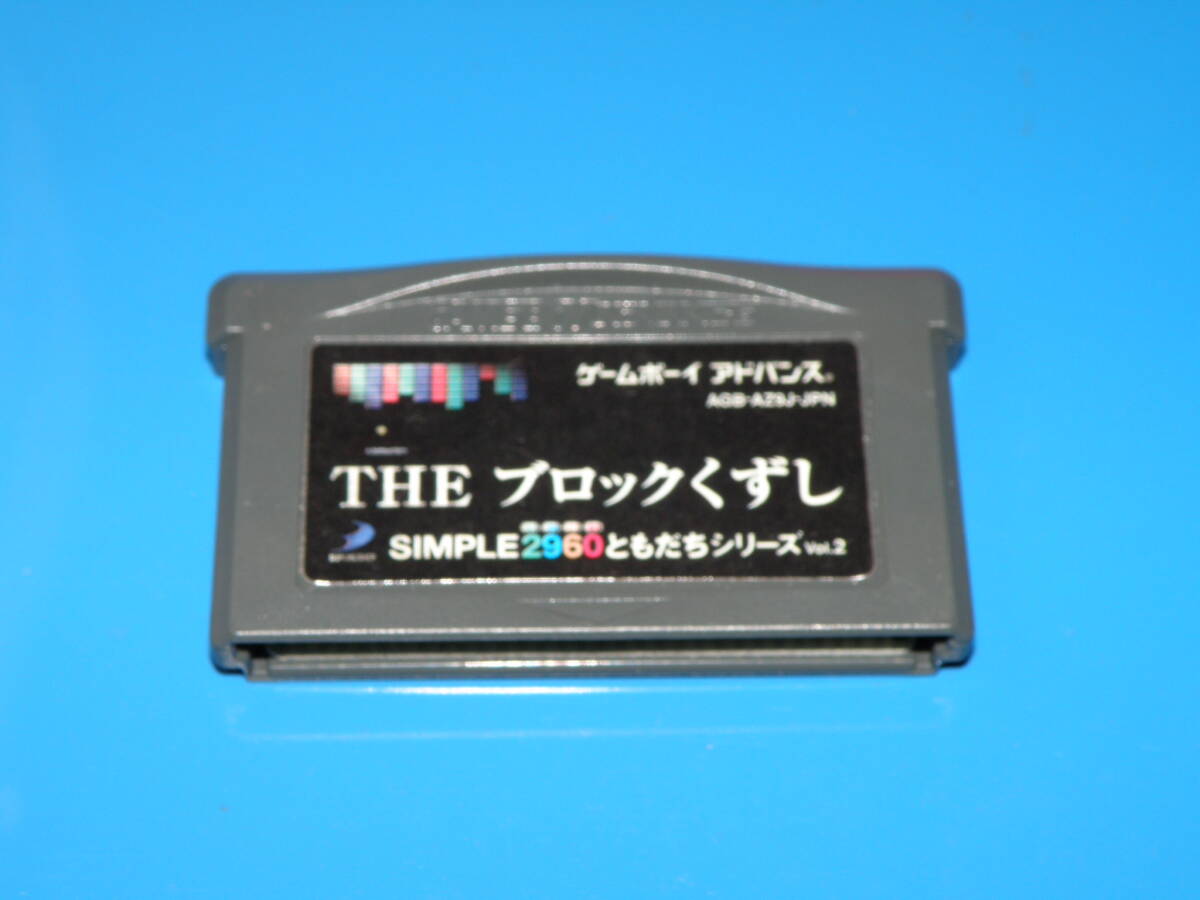 ゲームボーイ アドバンス
AGB-AZ9J-JPN
THE ブロックくずし
SIMPLE2960ともだちシリーズ Vol.2